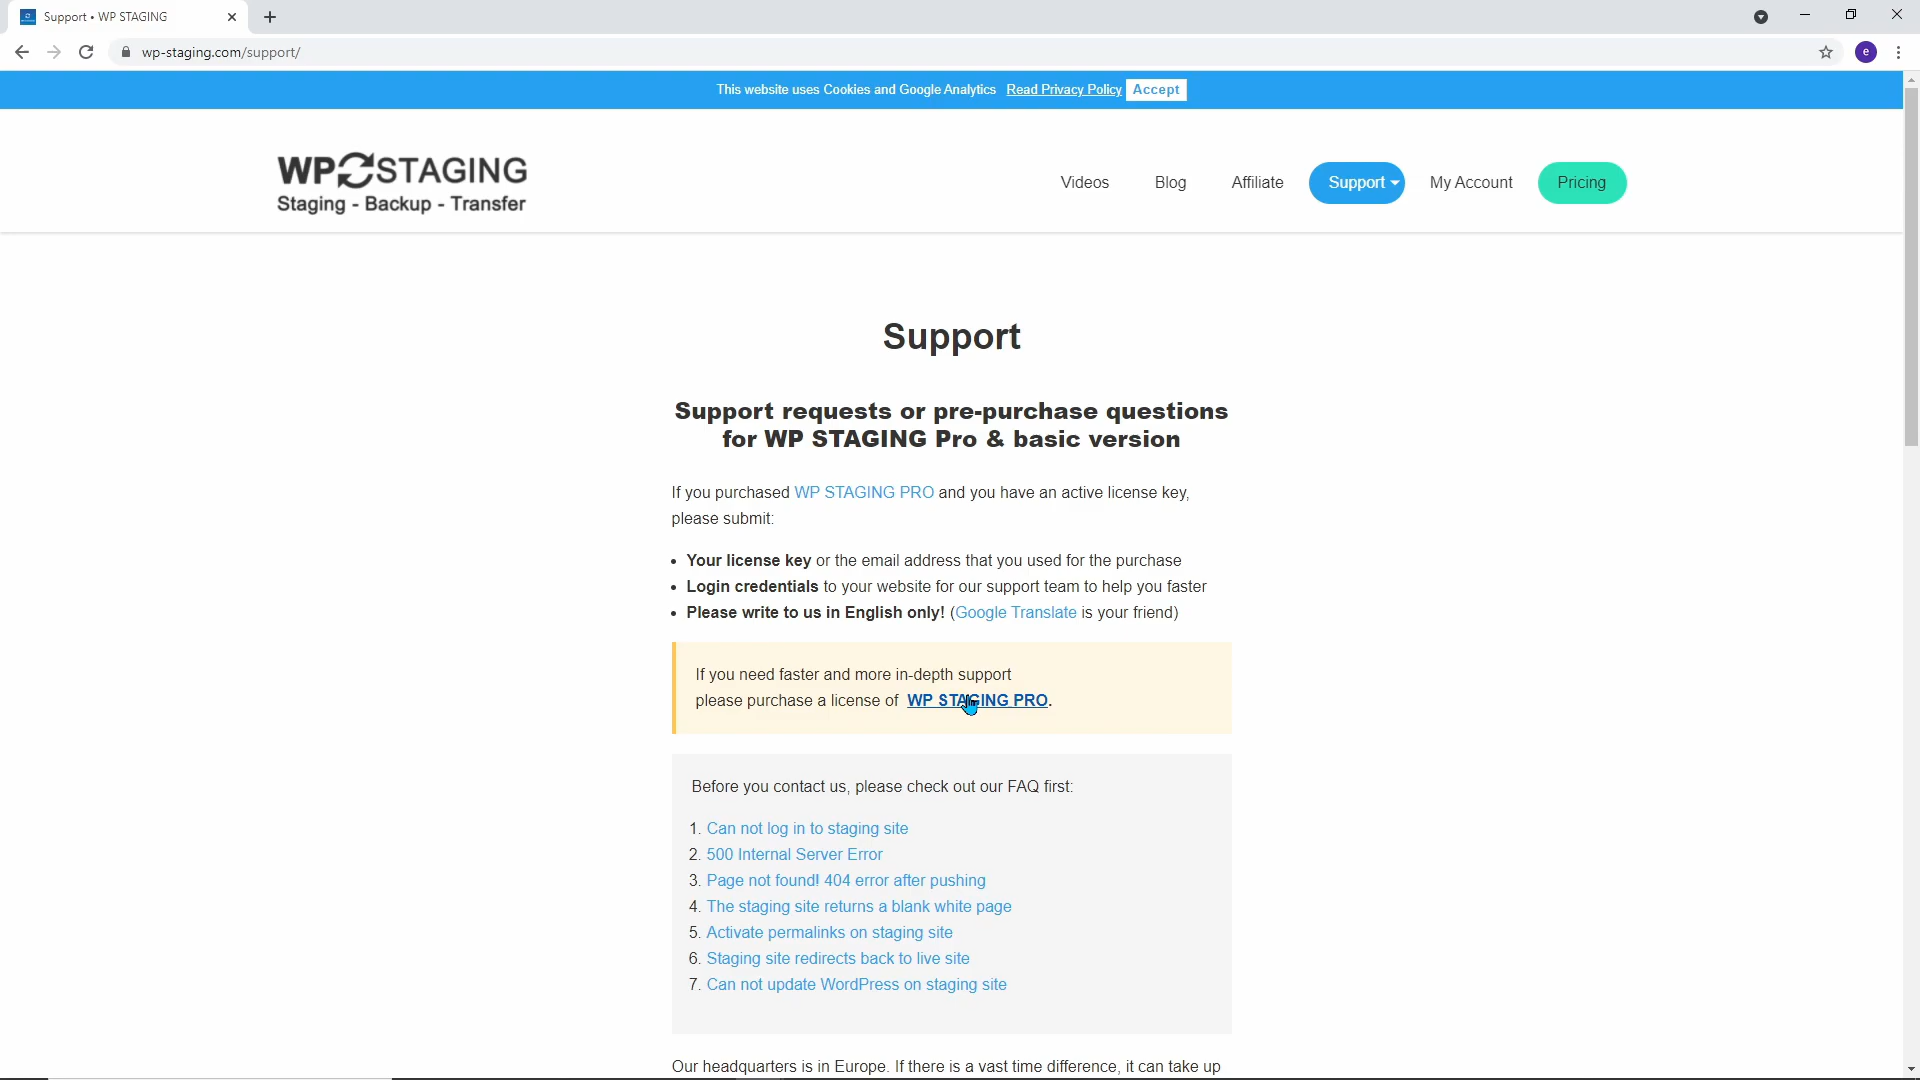 Support • WP STAGING
wp-staging.com/support/
e
This website uses Cookies and Google Analytics Read Privacy Policy Accept
WP STAGING
Staging - Backup - Transfer
Videos
Blog
Affiliate
Support
My Account
Pricing
Support
Support requests or pre-purchase questions
for WP STAGING Pro & basic version
If you purchased WP STAGING PRO and you have an active license key,
please submit:
• Your license key or the email address that you used for the purchase
• Login credentials to your website for our support team to help you faster
• Please write to us in English only! (Google Translate is your friend)
If you need faster and more in-depth support
please purchase a license of WP STAGING PRO.
Before you contact us, please check out our FAQ first:
1. Can not log in to staging site
2. 500 Internal Server Error
3. Page not found! 404 error after pushing
4. The staging site returns a blank white page
5. Activate permalinks on staging site
6. Staging site redirects back to live site
7. Can not update WordPress on staging site
Our headquarters is in Europe. If there is a vast time difference, it can take up